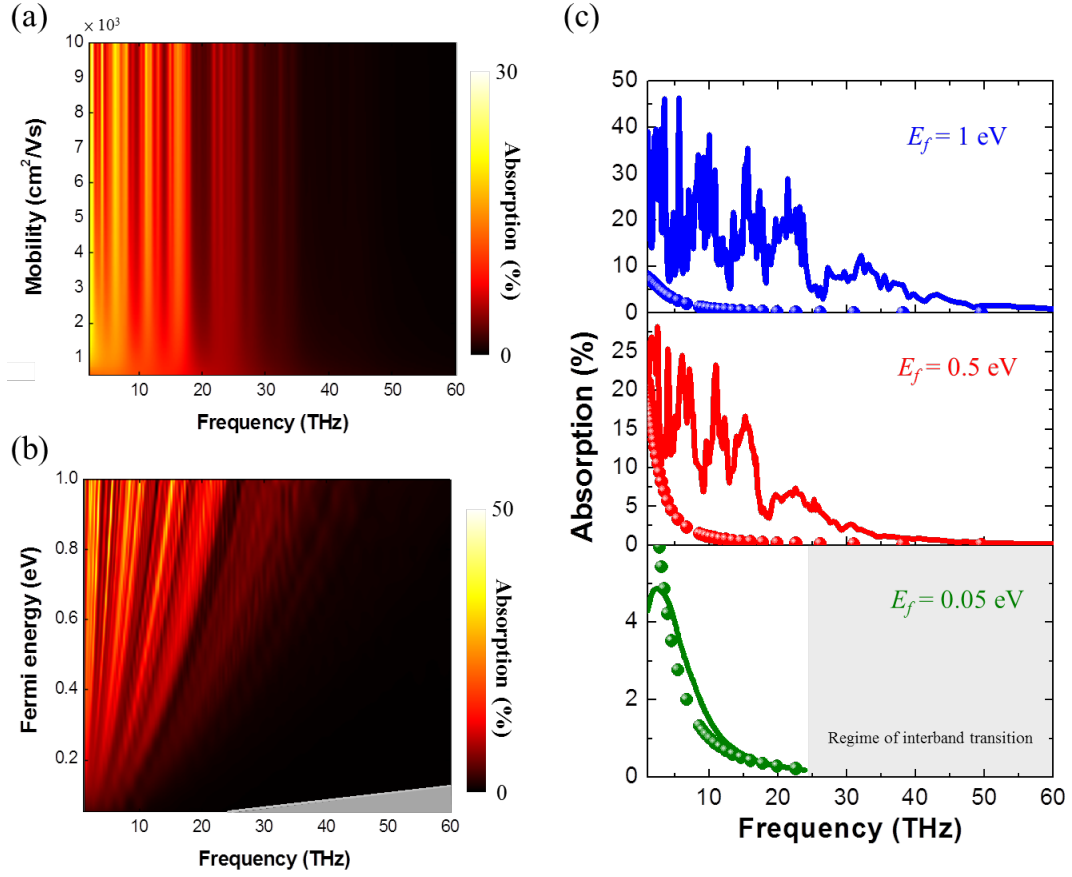 (a)
× 10³
10
9
8
7
6
5
4
3
2
1
Mobility (cm²/Vs)
10 20 30 40 50 60
Frequency (THz)
30
0
Absorption (%)
(b)
1.0
0.8
0.6
0.4
0.2
Fermi energy (eV)
10 20 30 40 50 60
Frequency (THz)
50
0
Absorption (%)
(c)
50
40
30
20
10
0
E_f = 1 eV
25
20
15
10
5
0
E_f = 0.5 eV
4
2
0
E_f = 0.05 eV
Regime of interband transition
Absorption (%)
10 20 30 40 50 60
Frequency (THz)